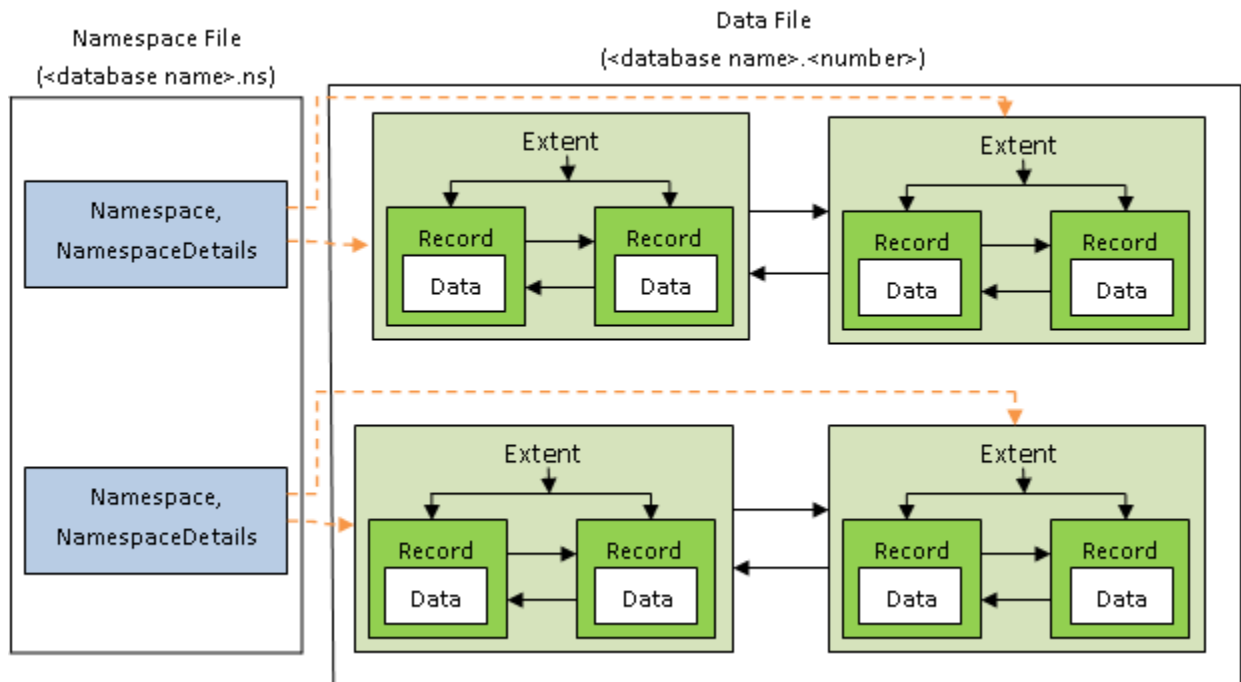 Namespace File
(<database name>.ns)
Data File
(<database name>.<number>)
Namespace,
NamespaceDetails
Extent
Record
Data
Record
Data
Extent
Record
Data
Record
Data
Namespace,
NamespaceDetails
Extent
Record
Data
Record
Data
Extent
Record
Data
Record
Data